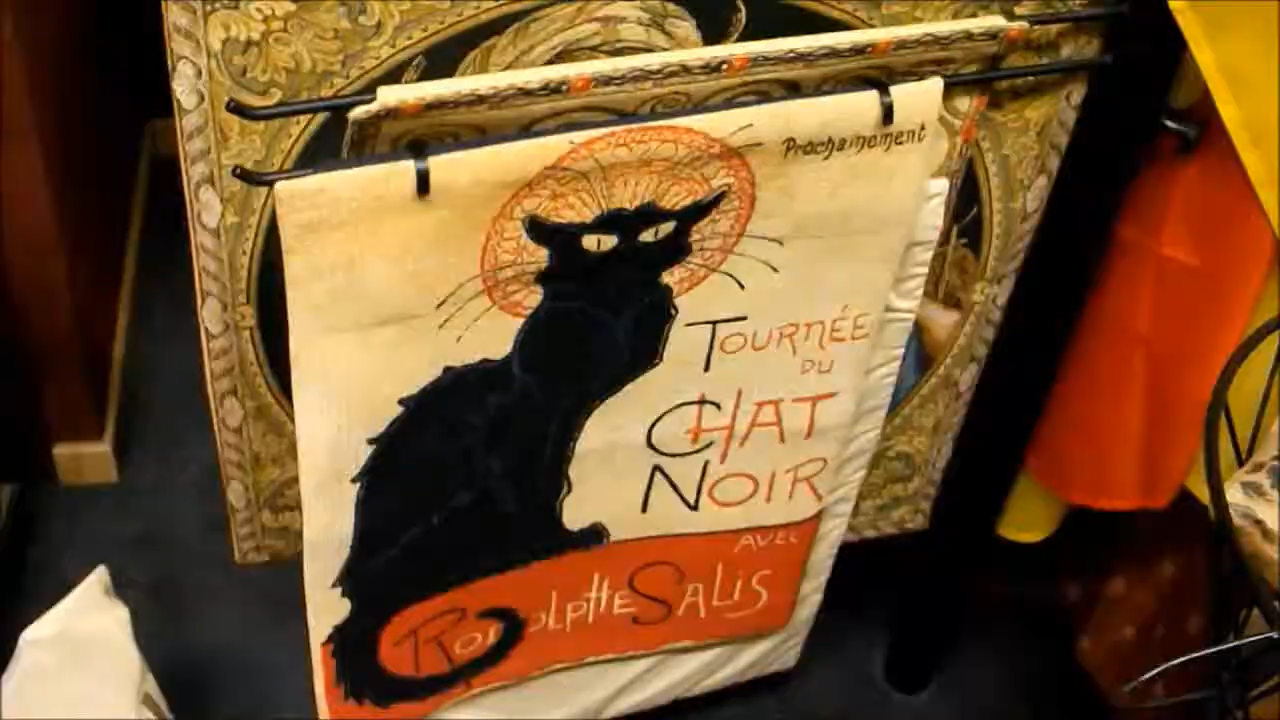 Prochainement
TOURNÉE
DU
CHAT
NOIR
AVEC
RODOLPHE SALIS